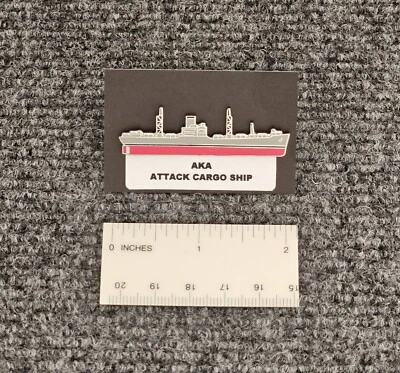 AKA
ATTACK CARGO SHIP
0 INCHES 1 2
20 19 18 17 16 15